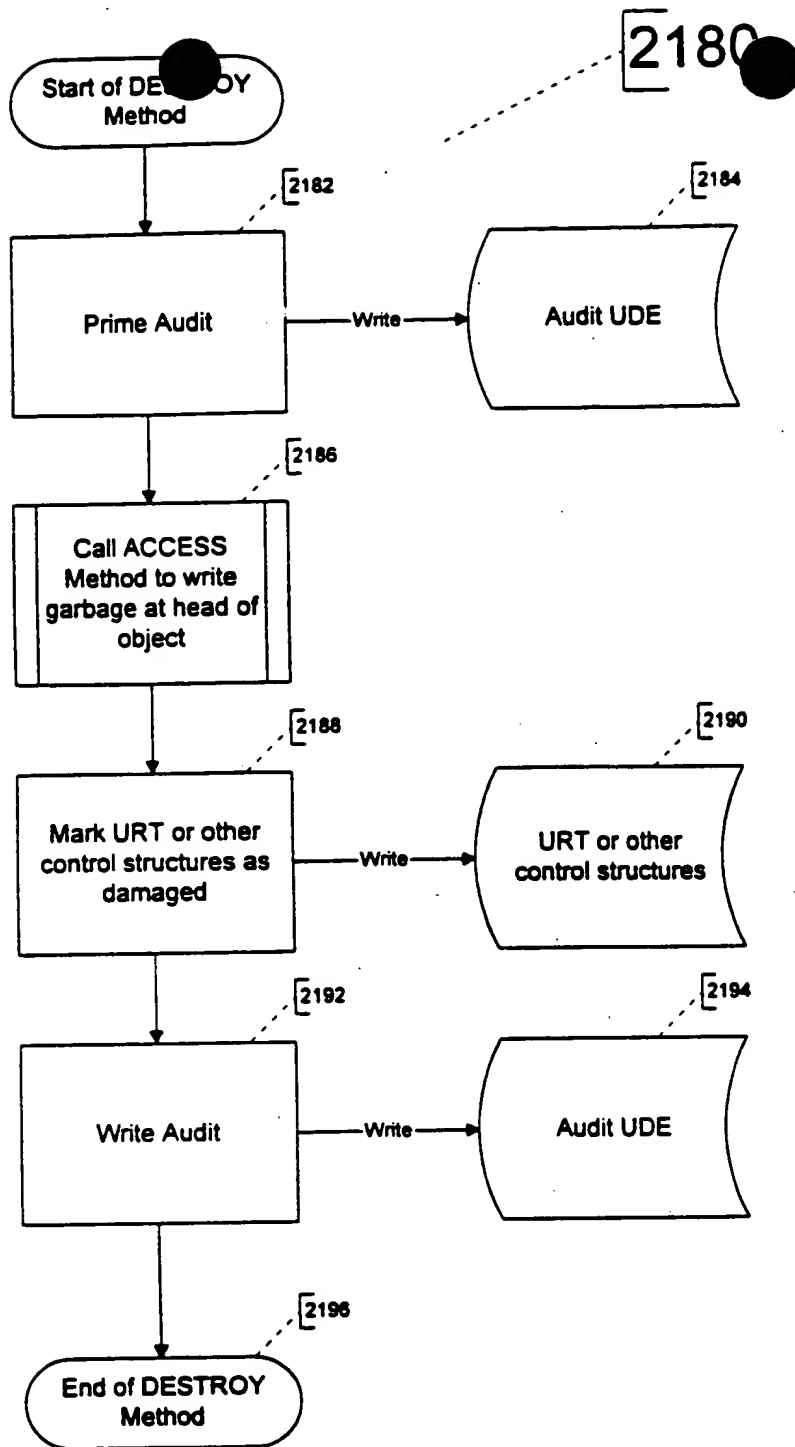 2180
Start of DE OY
Method
2182
2184
Prime Audit
Write
Audit UDE
2186
Call ACCESS
Method to write
garbage at head of
object
2188
2190
Mark URT or other
control structures as
damaged
Write
URT or other
control structures
2192
2194
Write Audit
Write
Audit UDE
2196
End of DESTROY
Method